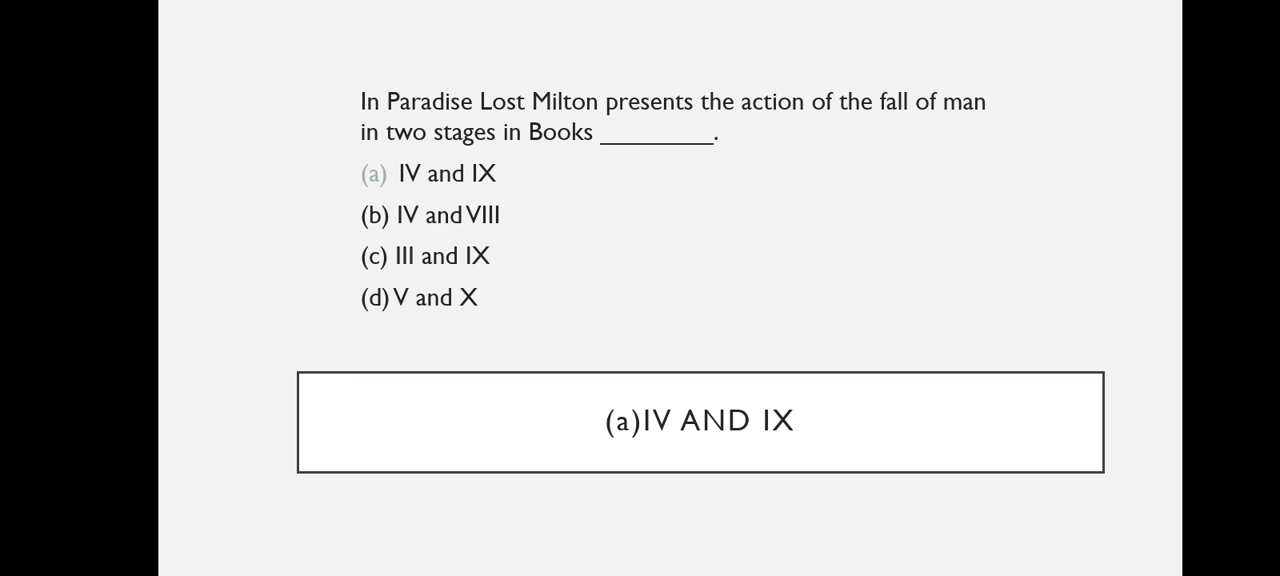 In Paradise Lost Milton presents the action of the fall of man
in two stages in Books _________.
(a) IV and IX
(b) IV and VIII
(c) III and IX
(d) V and X
(a)IV AND IX